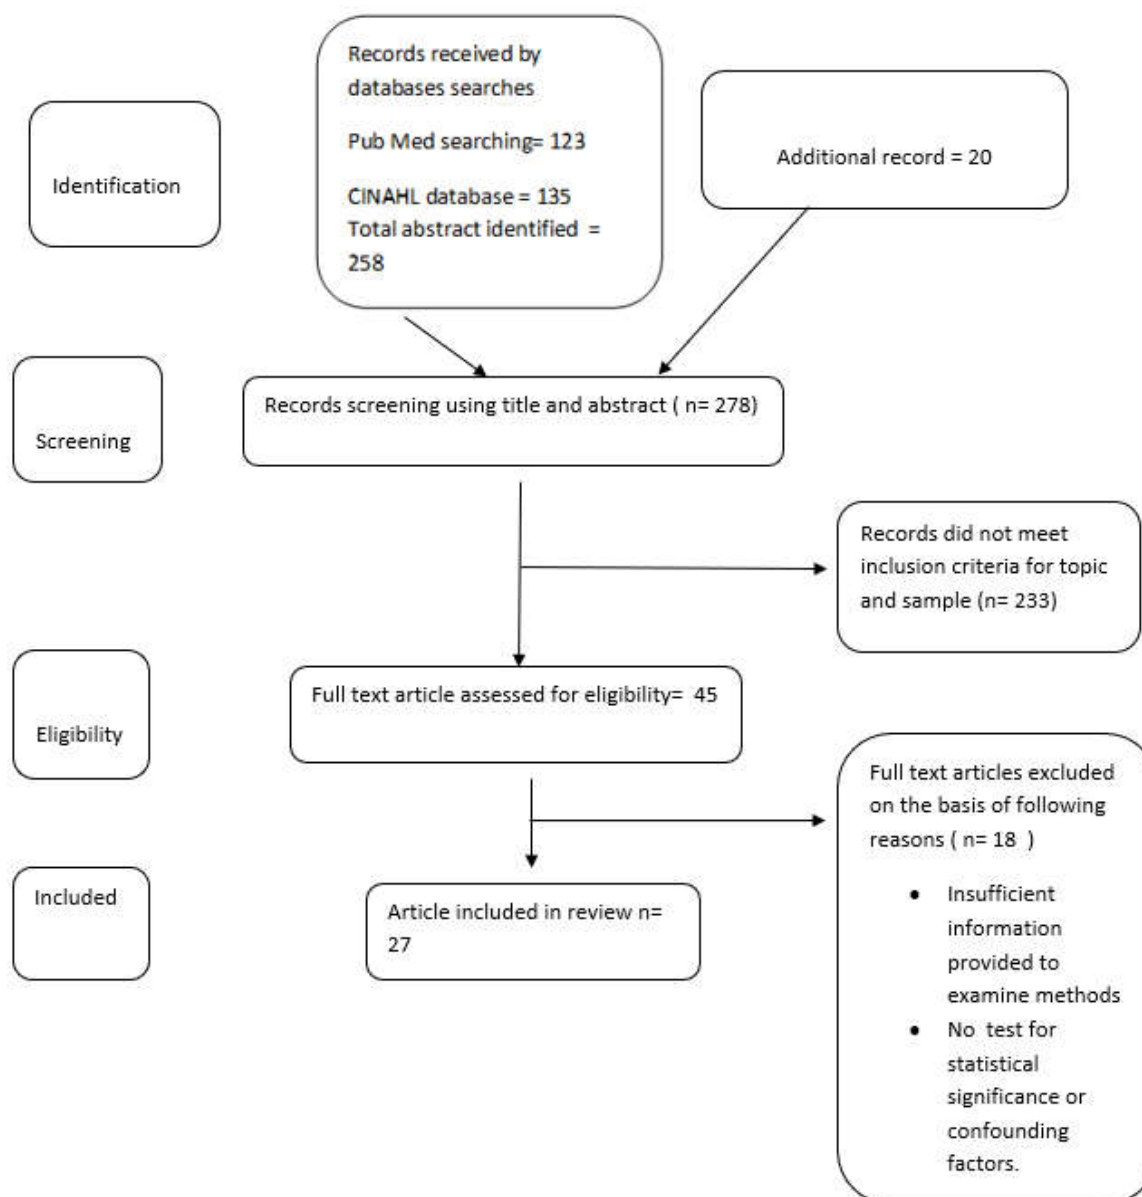 Records received by
databases searches
Pub Med searching= 123
CINAHL database = 135
Total abstract identified =
258
Additional record = 20
Identification
Records screening using title and abstract ( n= 278)
Screening
Records did not meet
inclusion criteria for topic
and sample (n= 233)
Full text article assessed for eligibility= 45
Eligibility
Full text articles excluded
on the basis of following
reasons ( n= 18 )
• Insufficient
information
provided to
examine methods
• No test for
statistical
significance or
confounding
factors.
Included
Article included in review n=
27